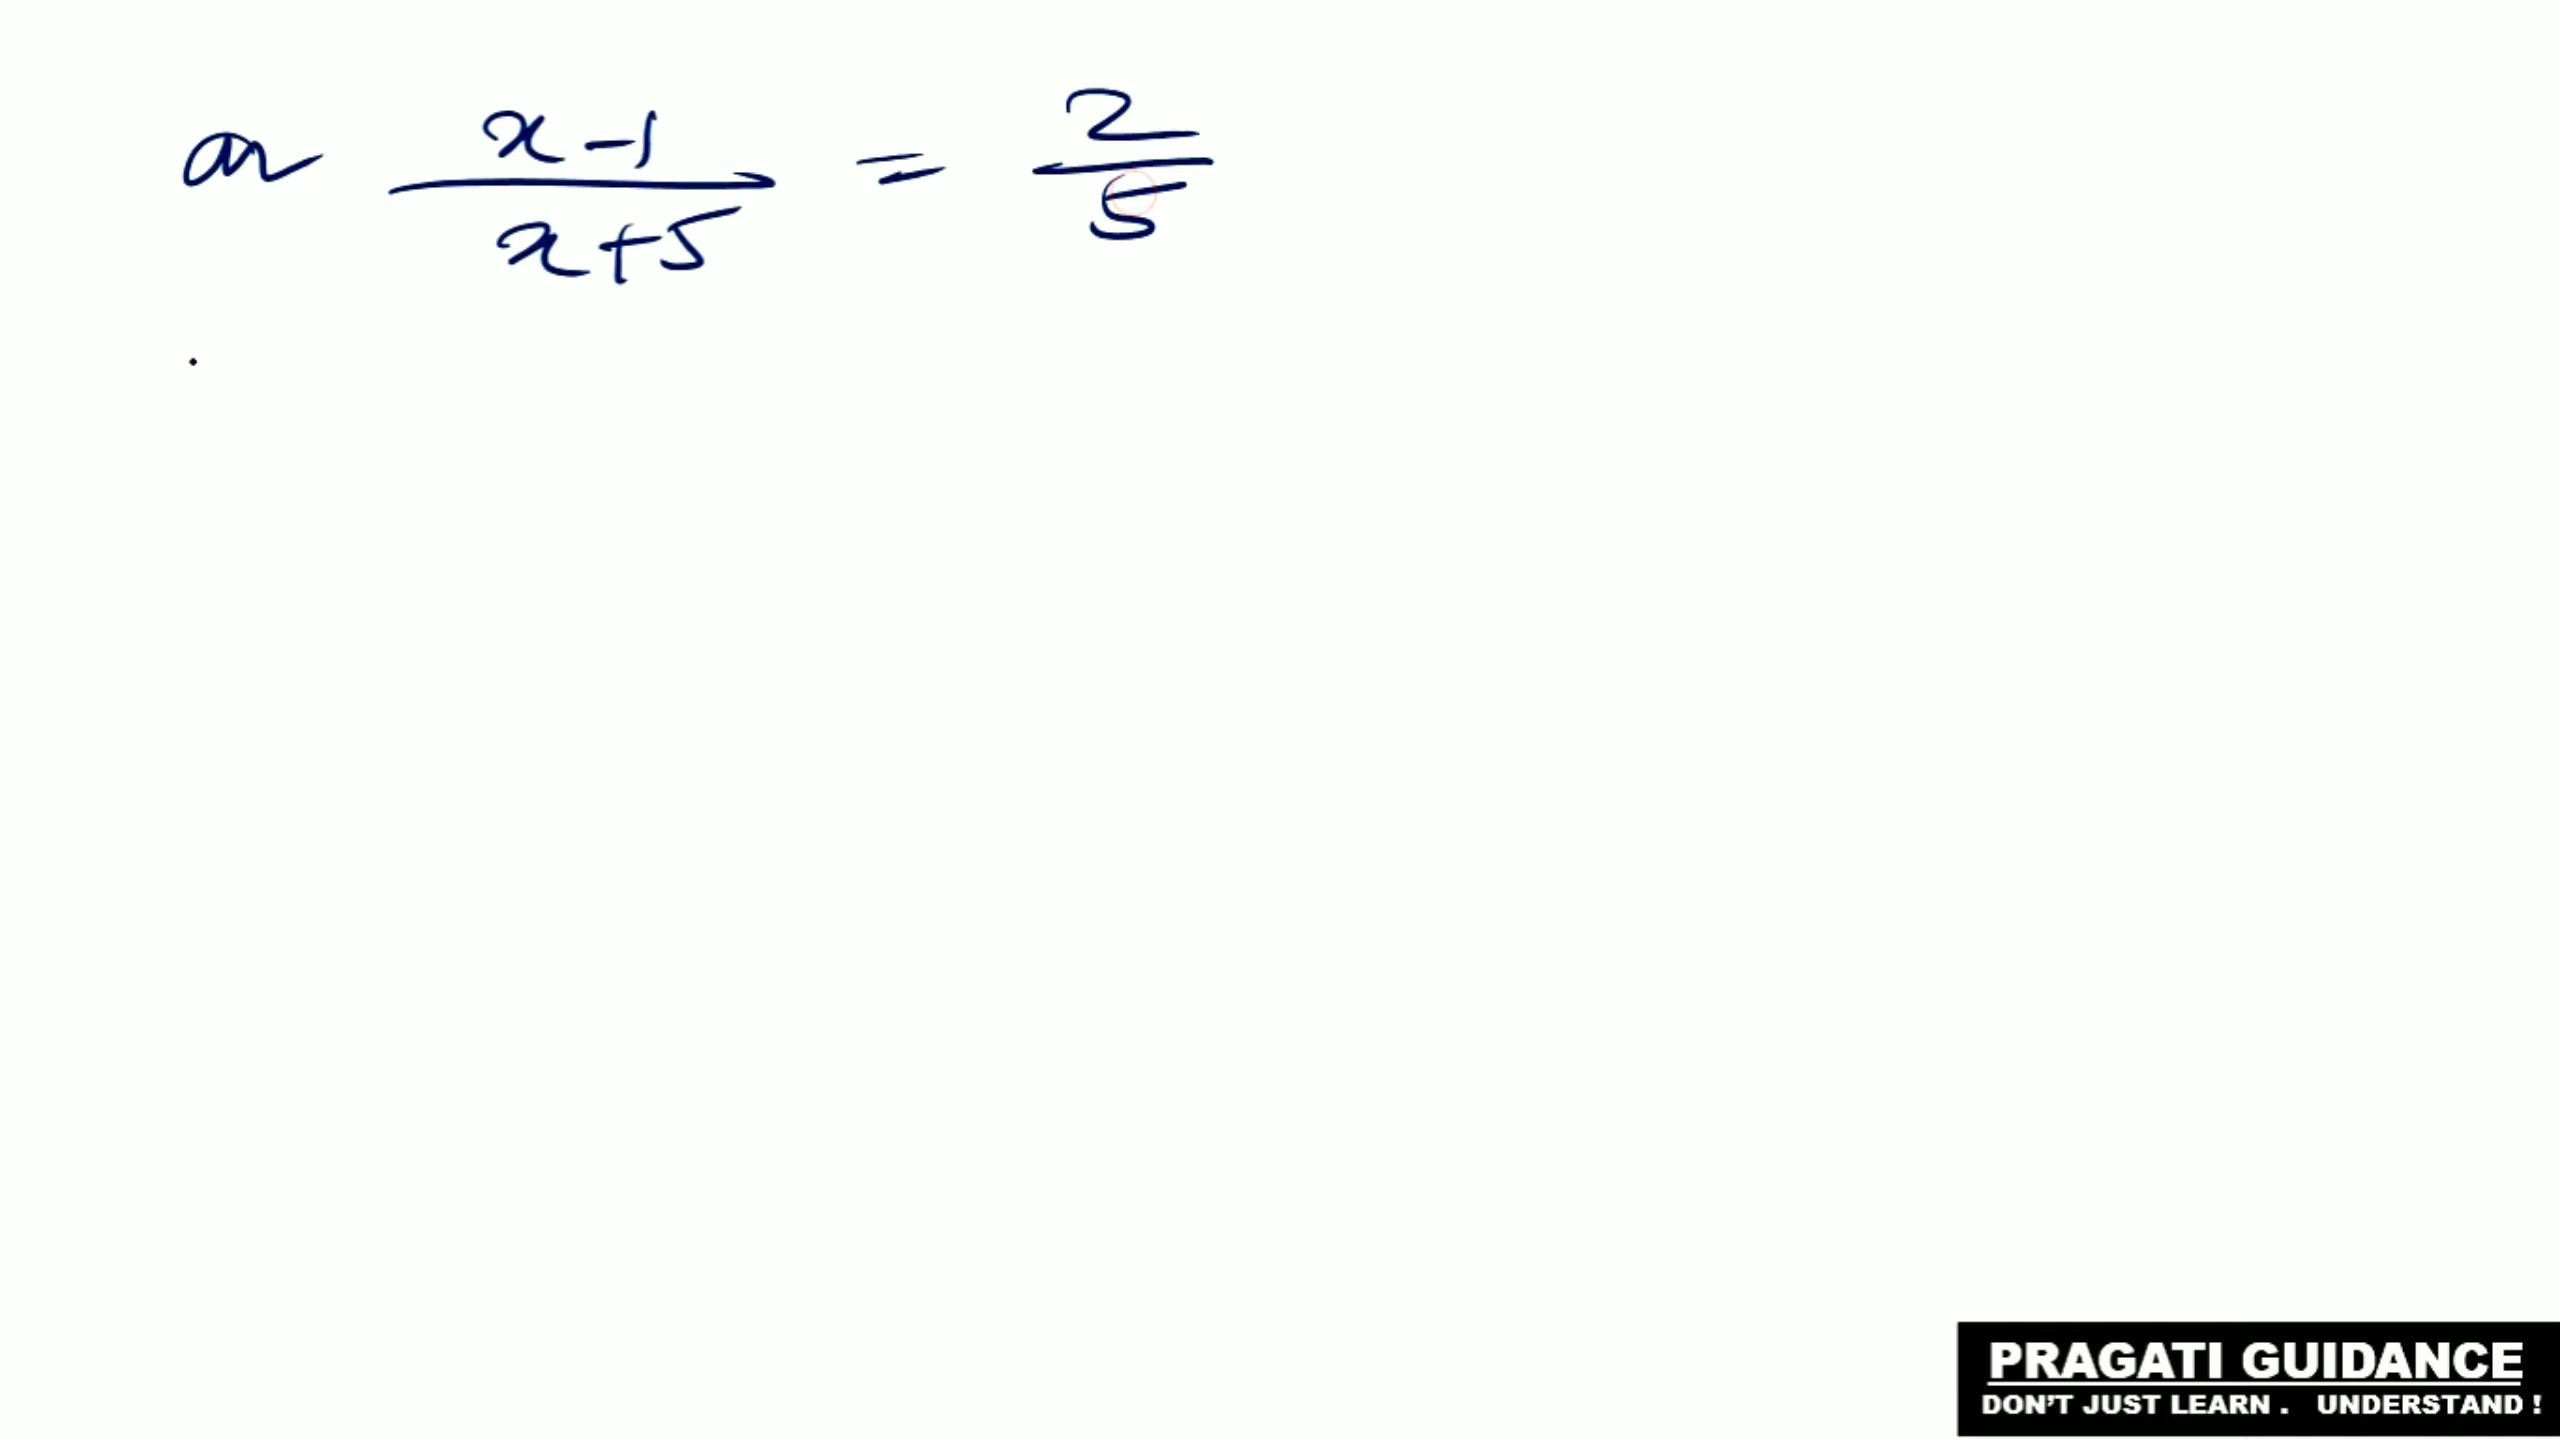 or x-1/x+5 = 2/5
.
PRAGATI GUIDANCE
DON'T JUST LEARN . UNDERSTAND !